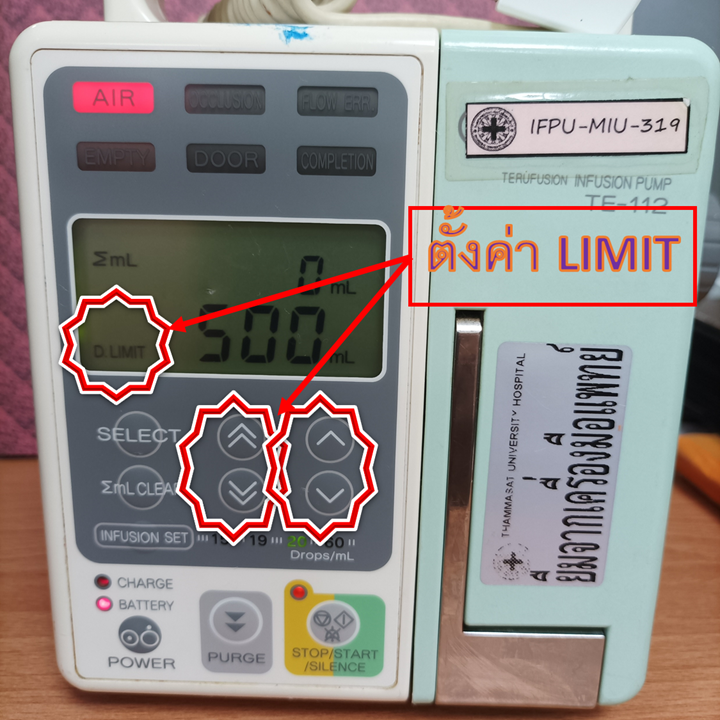 AIR OCCLUSION FLOW ERR.
EMPTY DOOR COMPLETION
IFPU-MIU-319
TERUFUSION INFUSION PUMP
TE-112
ตั้งค่า LIMIT
ΣmL 0 mL
D.LIMIT 500 mL
SELECT
ΣmL CLEAR
INFUSION SET 15 19 20 60
Drops/mL
CHARGE
BATTERY
POWER
PURGE
STOP/START
/SILENCE
THAMMASAT UNIVERSITY HOSPITAL
ยืมจากเครื่องมือแพทย์